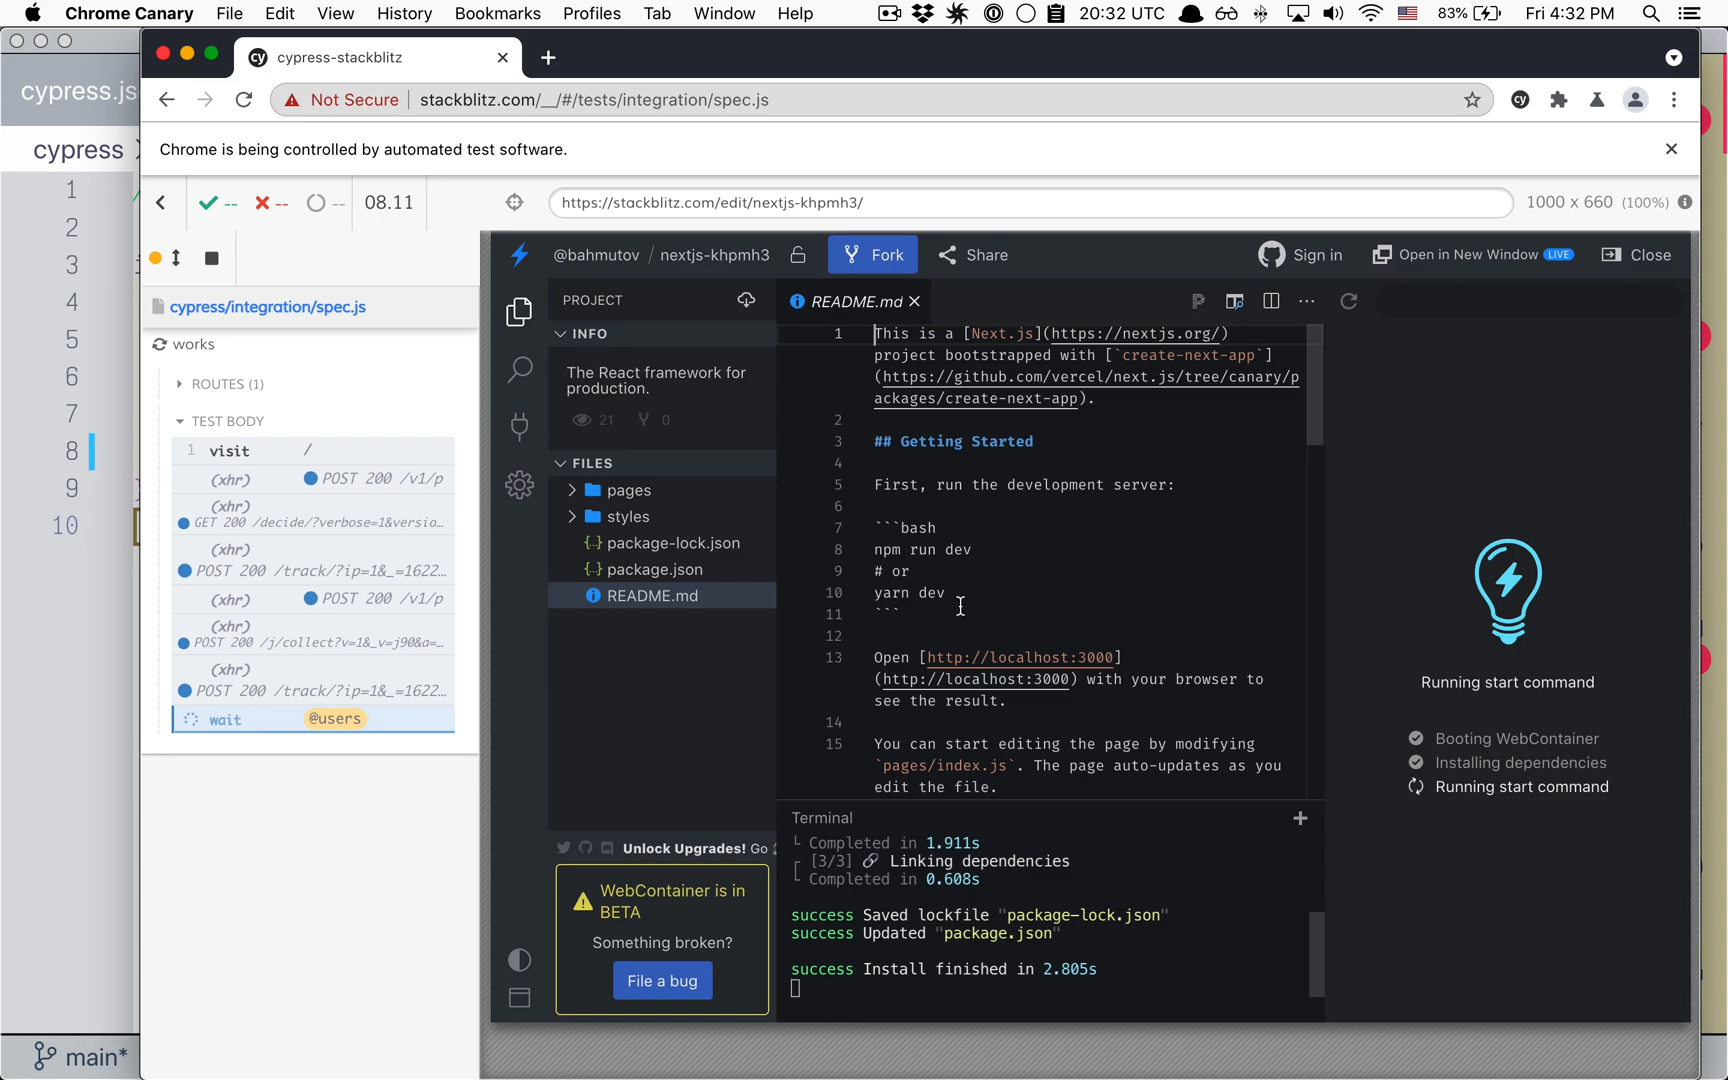 Chrome Canary File Edit View History Bookmarks Profiles Tab Window Help 20:32 UTC 83% Fri 4:32 PM
cypress.js
cypress
1
2
3
4
5
6
7
8
9
10
main*
cy cypress-stackblitz
Not Secure stackblitz.com/__/#/tests/integration/spec.js cy
Chrome is being controlled by automated test software.
-- -- -- 08.11 https://stackblitz.com/edit/nextjs-khpmh3/ 1000 x 660 (100%)
cypress/integration/spec.js
works
ROUTES (1)
TEST BODY
1 visit /
(xhr) POST 200 /v1/p
(xhr)
GET 200 /decide/?verbose=1&versio...
(xhr)
POST 200 /track/?ip=1&_=1622...
(xhr) POST 200 /v1/p
(xhr)
POST 200 /j/collect?v=1&_v=j90&a=...
(xhr)
POST 200 /track/?ip=1&_=1622...
wait @users
@bahmutov / nextjs-khpmh3 Fork Share Sign in Open in New Window LIVE Close
PROJECT
INFO
The React framework for
production.
21 0
FILES
pages
styles
{..} package-lock.json
{..} package.json
README.md
Unlock Upgrades! Go
WebContainer is in
BETA
Something broken?
File a bug
README.md
1 This is a [Next.js](https://nextjs.org/)
project bootstrapped with [`create-next-app`]
(https://github.com/vercel/next.js/tree/canary/p
ackages/create-next-app).
2
3 ## Getting Started
4
5 First, run the development server:
6
7 ```bash
8 npm run dev
9 # or
10 yarn dev
11 ```
12
13 Open [http://localhost:3000]
(http://localhost:3000) with your browser to
see the result.
14
15 You can start editing the page by modifying
`pages/index.js`. The page auto-updates as you
edit the file.
Terminal
Completed in 1.911s
[3/3] 🔗 Linking dependencies
Completed in 0.608s
success Saved lockfile "package-lock.json"
success Updated "package.json"
success Install finished in 2.805s
Running start command
Booting WebContainer
Installing dependencies
Running start command